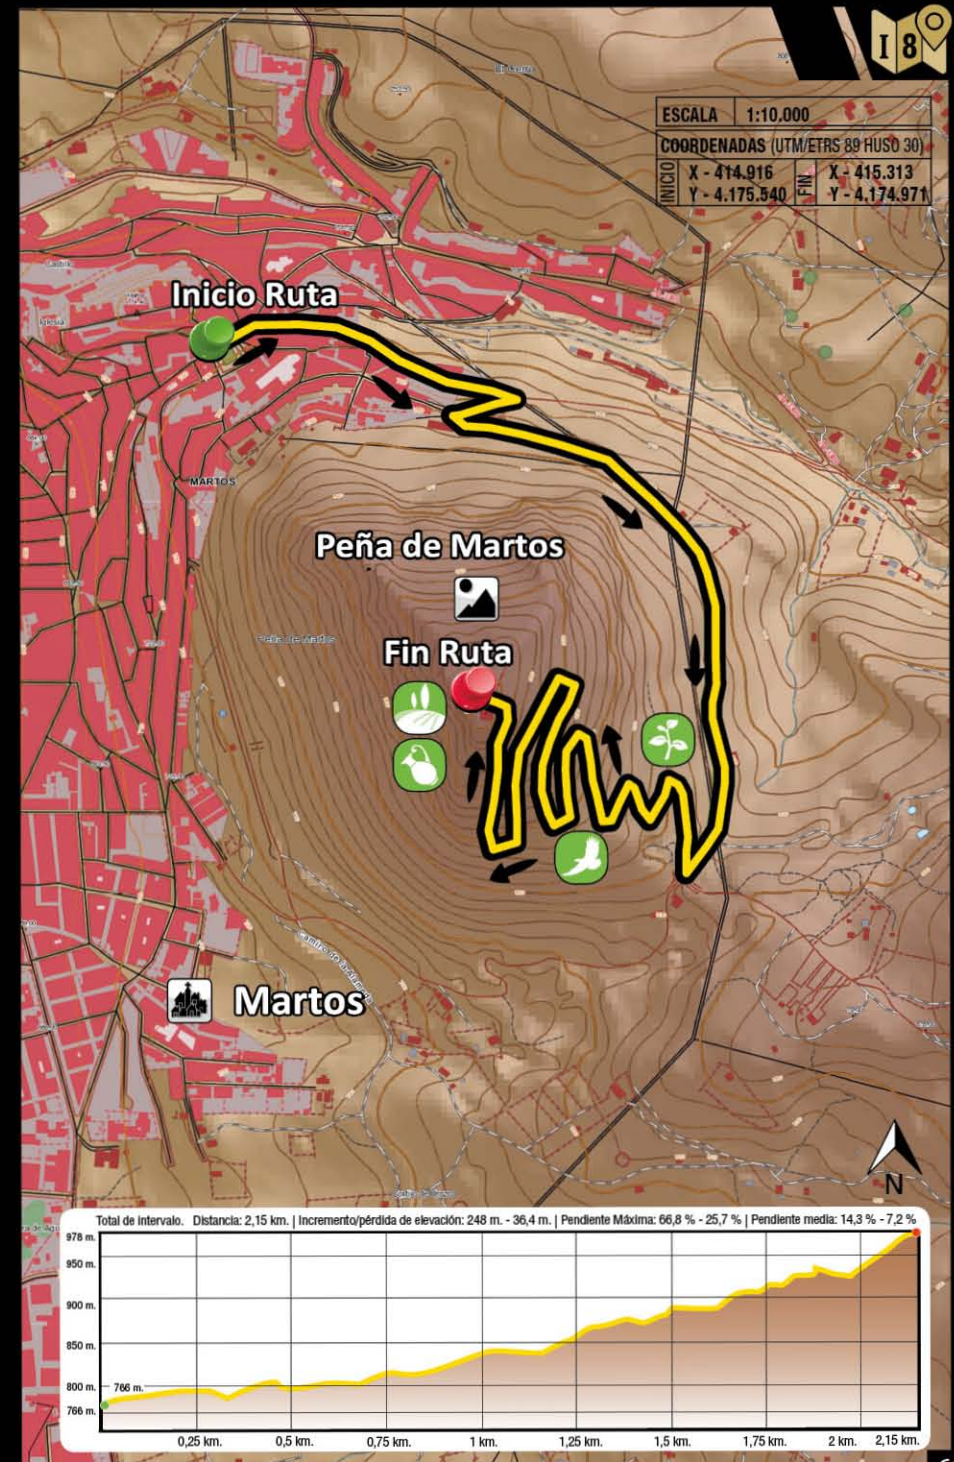 I 8
ESCALA 1:10.000
COORDENADAS (UTM/ETRS 89 HUSO 30)
INICIO X - 414.916 FIN X - 415.313
Y - 4.175.540 Y - 4.174.971
Inicio Ruta
MARTOS
Peña de Martos
Peña de Martos
Fin Ruta
Martos
N
Total de intervalo. Distancia: 2,15 km. | Incremento/pérdida de elevación: 248 m. - 36,4 m. | Pendiente Máxima: 66,8 % - 25,7 % | Pendiente media: 14,3 % - 7,2 %
978 m.
950 m.
900 m.
850 m.
800 m.
766 m.
766 m.
0,25 km. 0,5 km. 0,75 km. 1 km. 1,25 km. 1,5 km. 1,75 km. 2 km. 2,15 km.